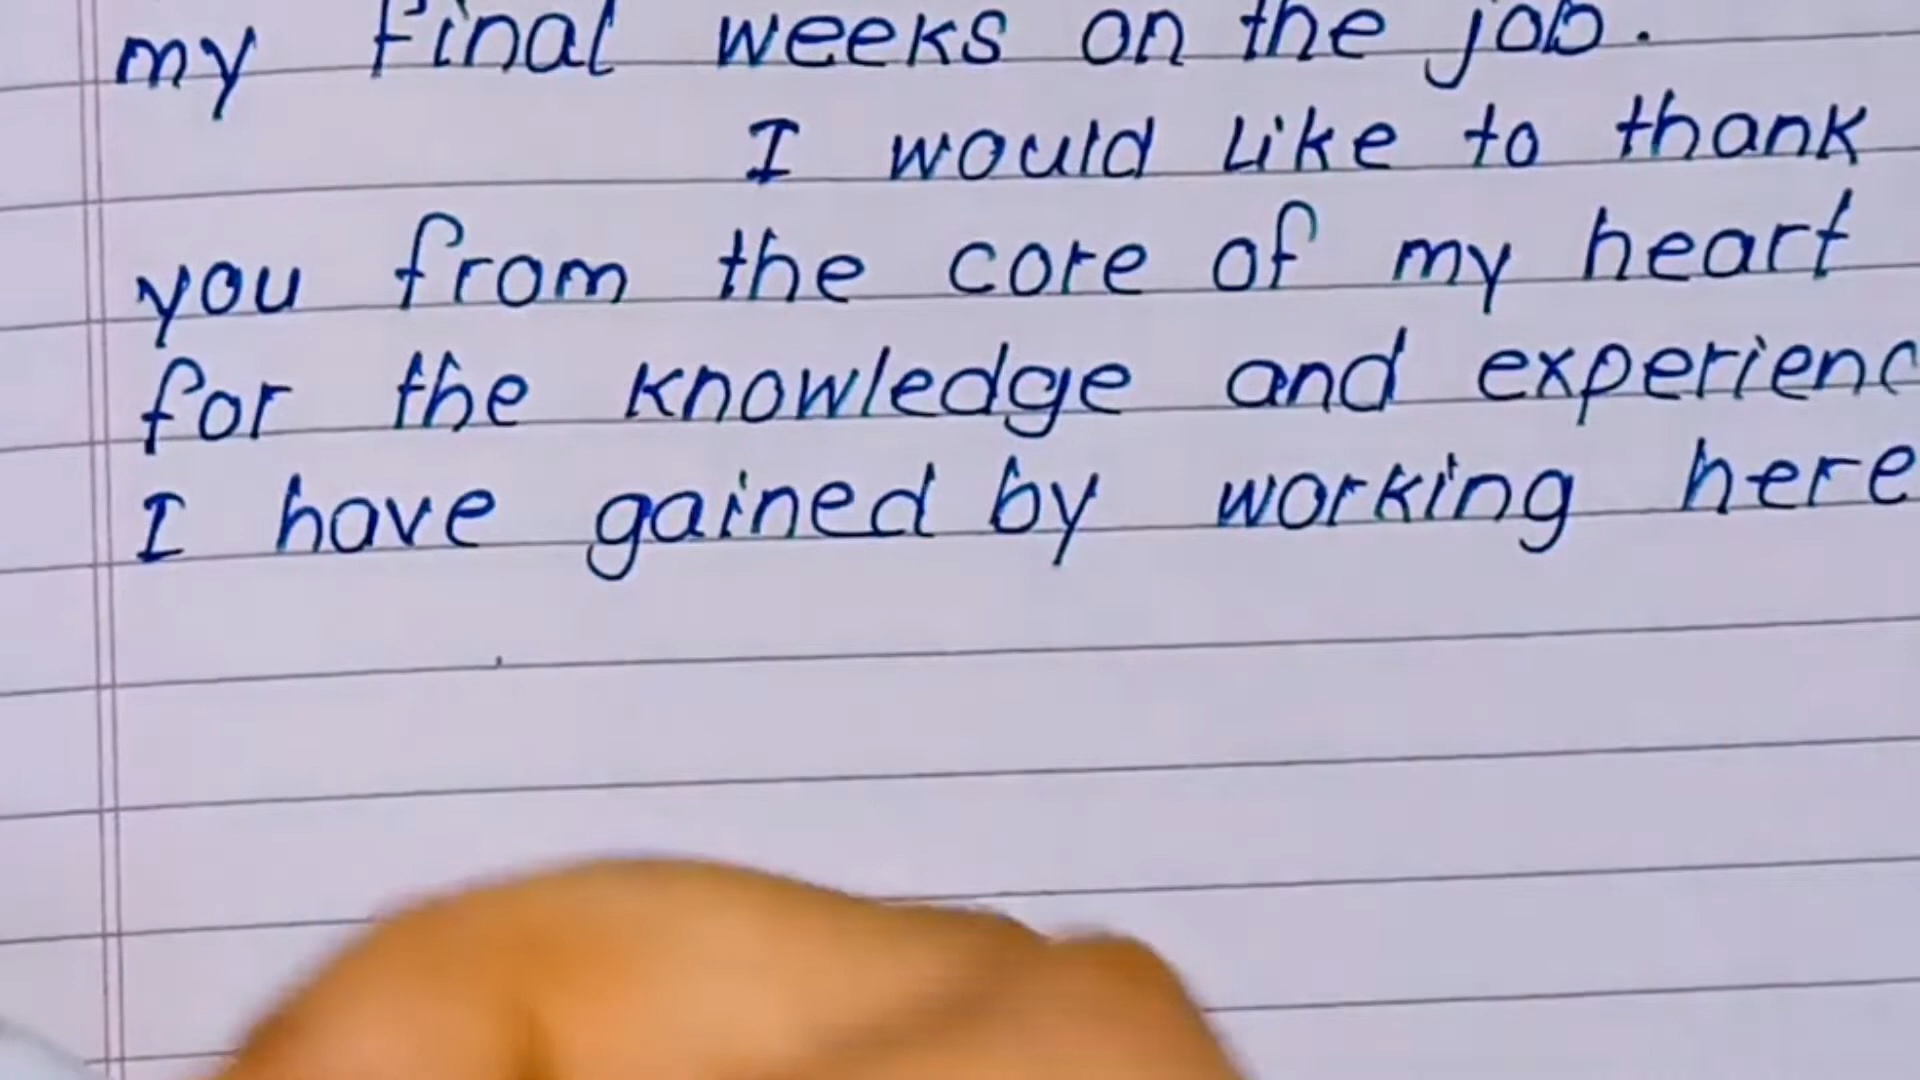 my final weeks on the job.
I would like to thank
you from the core of my heart
for the knowledge and experienc
I have gained by working here